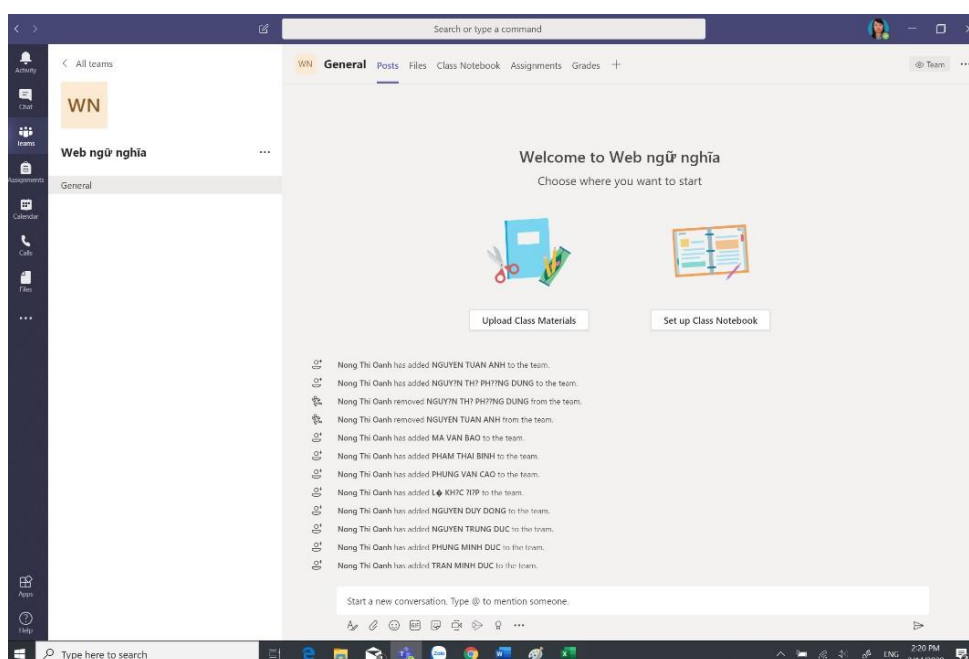 Search or type a command
Activity
Chat
Teams
Assignments
Calendar
Calls
Files
Apps
Help
All teams
WN
Web ngữ nghĩa
General
WN General Posts Files Class Notebook Assignments Grades
Team
Welcome to Web ngữ nghĩa
Choose where you want to start
Upload Class Materials
Set up Class Notebook
Nong Thi Oanh has added NGUYEN TUAN ANH to the team.
Nong Thi Oanh has added NGUY?N TH? PH??NG DUNG to the team.
Nong Thi Oanh removed NGUY?N TH? PH??NG DUNG from the team.
Nong Thi Oanh removed NGUYEN TUAN ANH from the team.
Nong Thi Oanh has added MA VAN BAO to the team.
Nong Thi Oanh has added PHAM THAI BINH to the team.
Nong Thi Oanh has added PHUNG VAN CAO to the team.
Nong Thi Oanh has added L� KH?C ?I?P to the team.
Nong Thi Oanh has added NGUYEN DUY DONG to the team.
Nong Thi Oanh has added NGUYEN TRUNG DUC to the team.
Nong Thi Oanh has added PHUNG MINH DUC to the team.
Nong Thi Oanh has added TRAN MINH DUC to the team.
Start a new conversation. Type @ to mention someone.
GIF
Type here to search
Zalo
ENG
2:20 PM